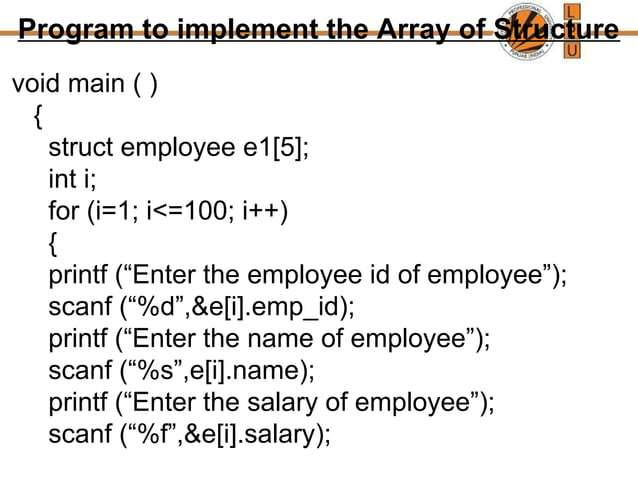 Program to implement the Array of Structure
L
P
U
void main ( )
{
struct employee e1[5];
int i;
for (i=1; i<=100; i++)
{
printf (“Enter the employee id of employee”);
scanf (“%d”,&e[i].emp_id);
printf (“Enter the name of employee”);
scanf (“%s”,e[i].name);
printf (“Enter the salary of employee”);
scanf (“%f”,&e[i].salary);